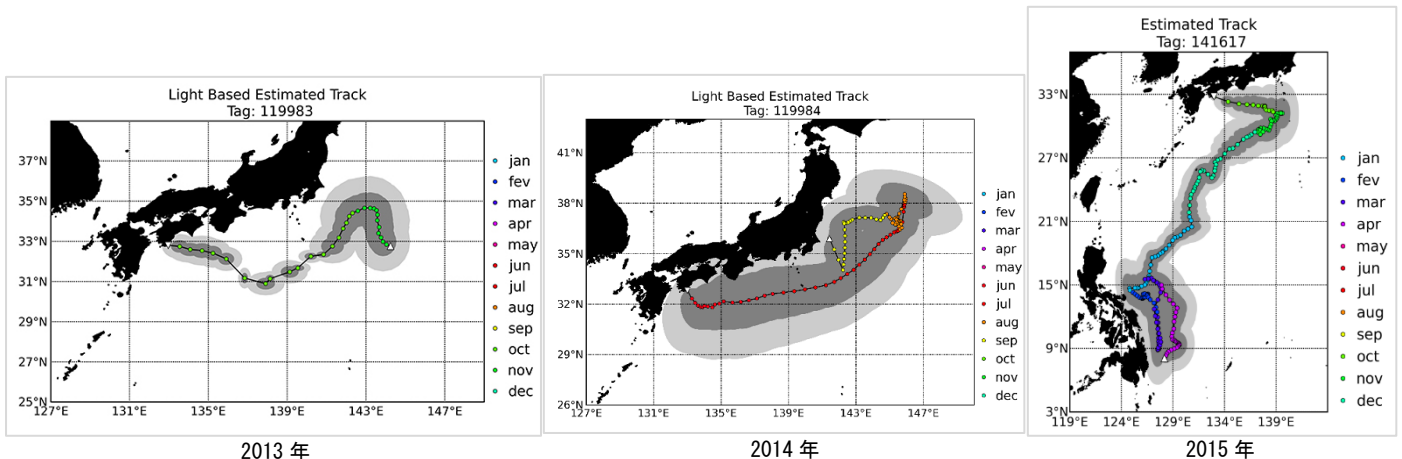 Light Based Estimated Track
Tag: 119983
37°N
35°N
33°N
31°N
29°N
27°N
25°N
127°E 131°E 135°E 139°E 143°E 147°E
jan
fev
mar
apr
may
jun
jul
aug
sep
oct
nov
dec
2013 年
Light Based Estimated Track
Tag: 119984
41°N
38°N
35°N
32°N
29°N
26°N
127°E 131°E 135°E 139°E 143°E 147°E
jan
fev
mar
apr
may
jun
jul
aug
sep
oct
nov
dec
2014 年
Estimated Track
Tag: 141617
33°N
27°N
21°N
15°N
9°N
3°N
119°E 124°E 129°E 134°E 139°E
jan
fev
mar
apr
may
jun
jul
aug
sep
oct
nov
dec
2015 年